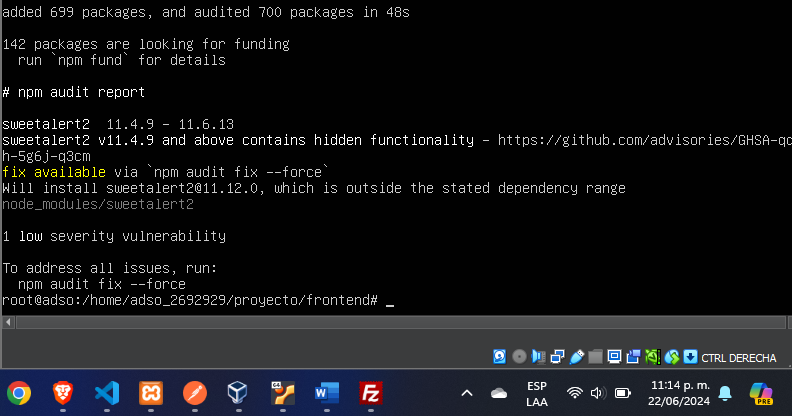 added 699 packages, and audited 700 packages in 48s
142 packages are looking for funding
  run `npm fund` for details
# npm audit report
sweetalert2  11.4.9 - 11.6.13
sweetalert2 v11.4.9 and above contains hidden functionality - https://github.com/advisories/GHSA-qq
h-5g6j-q3cm
fix available via `npm audit fix --force`
Will install sweetalert2@11.12.0, which is outside the stated dependency range
node_modules/sweetalert2
1 low severity vulnerability
To address all issues, run:
  npm audit fix --force
root@adso:/home/adso_2692929/proyecto/frontend# _
CTRL DERECHA
ESP
LAA
11:14 p. m.
22/06/2024
W
Fz
PRE